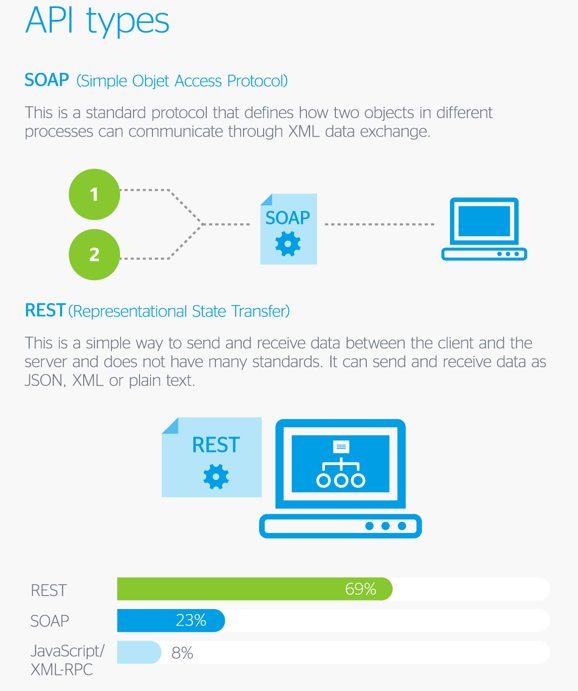 API types
SOAP (Simple Objet Access Protocol)
This is a standard protocol that defines how two objects in different
processes can communicate through XML data exchange.
1
SOAP
2
REST (Representational State Transfer)
This is a simple way to send and receive data between the client and the
server and does not have many standards. It can send and receive data as
JSON, XML or plain text.
REST
REST
69%
SOAP
23%
JavaScript/
XML-RPC
8%